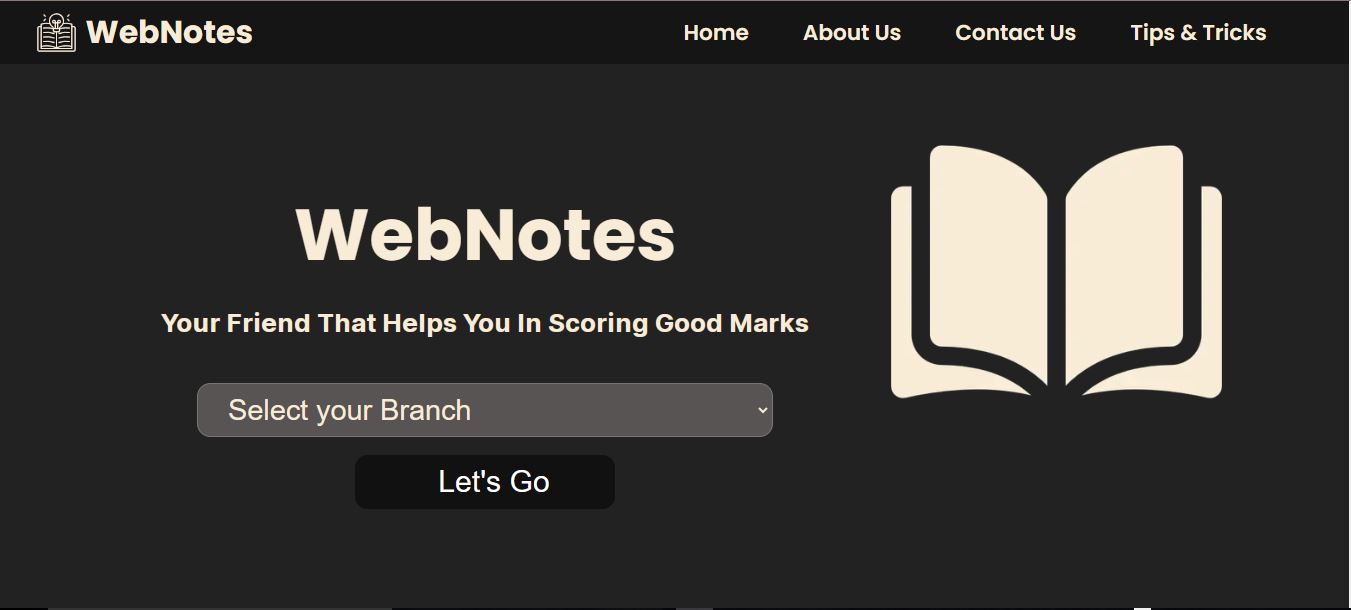 WebNotes
Home About Us Contact Us Tips & Tricks
WebNotes
Your Friend That Helps You In Scoring Good Marks
Select your Branch
Let's Go